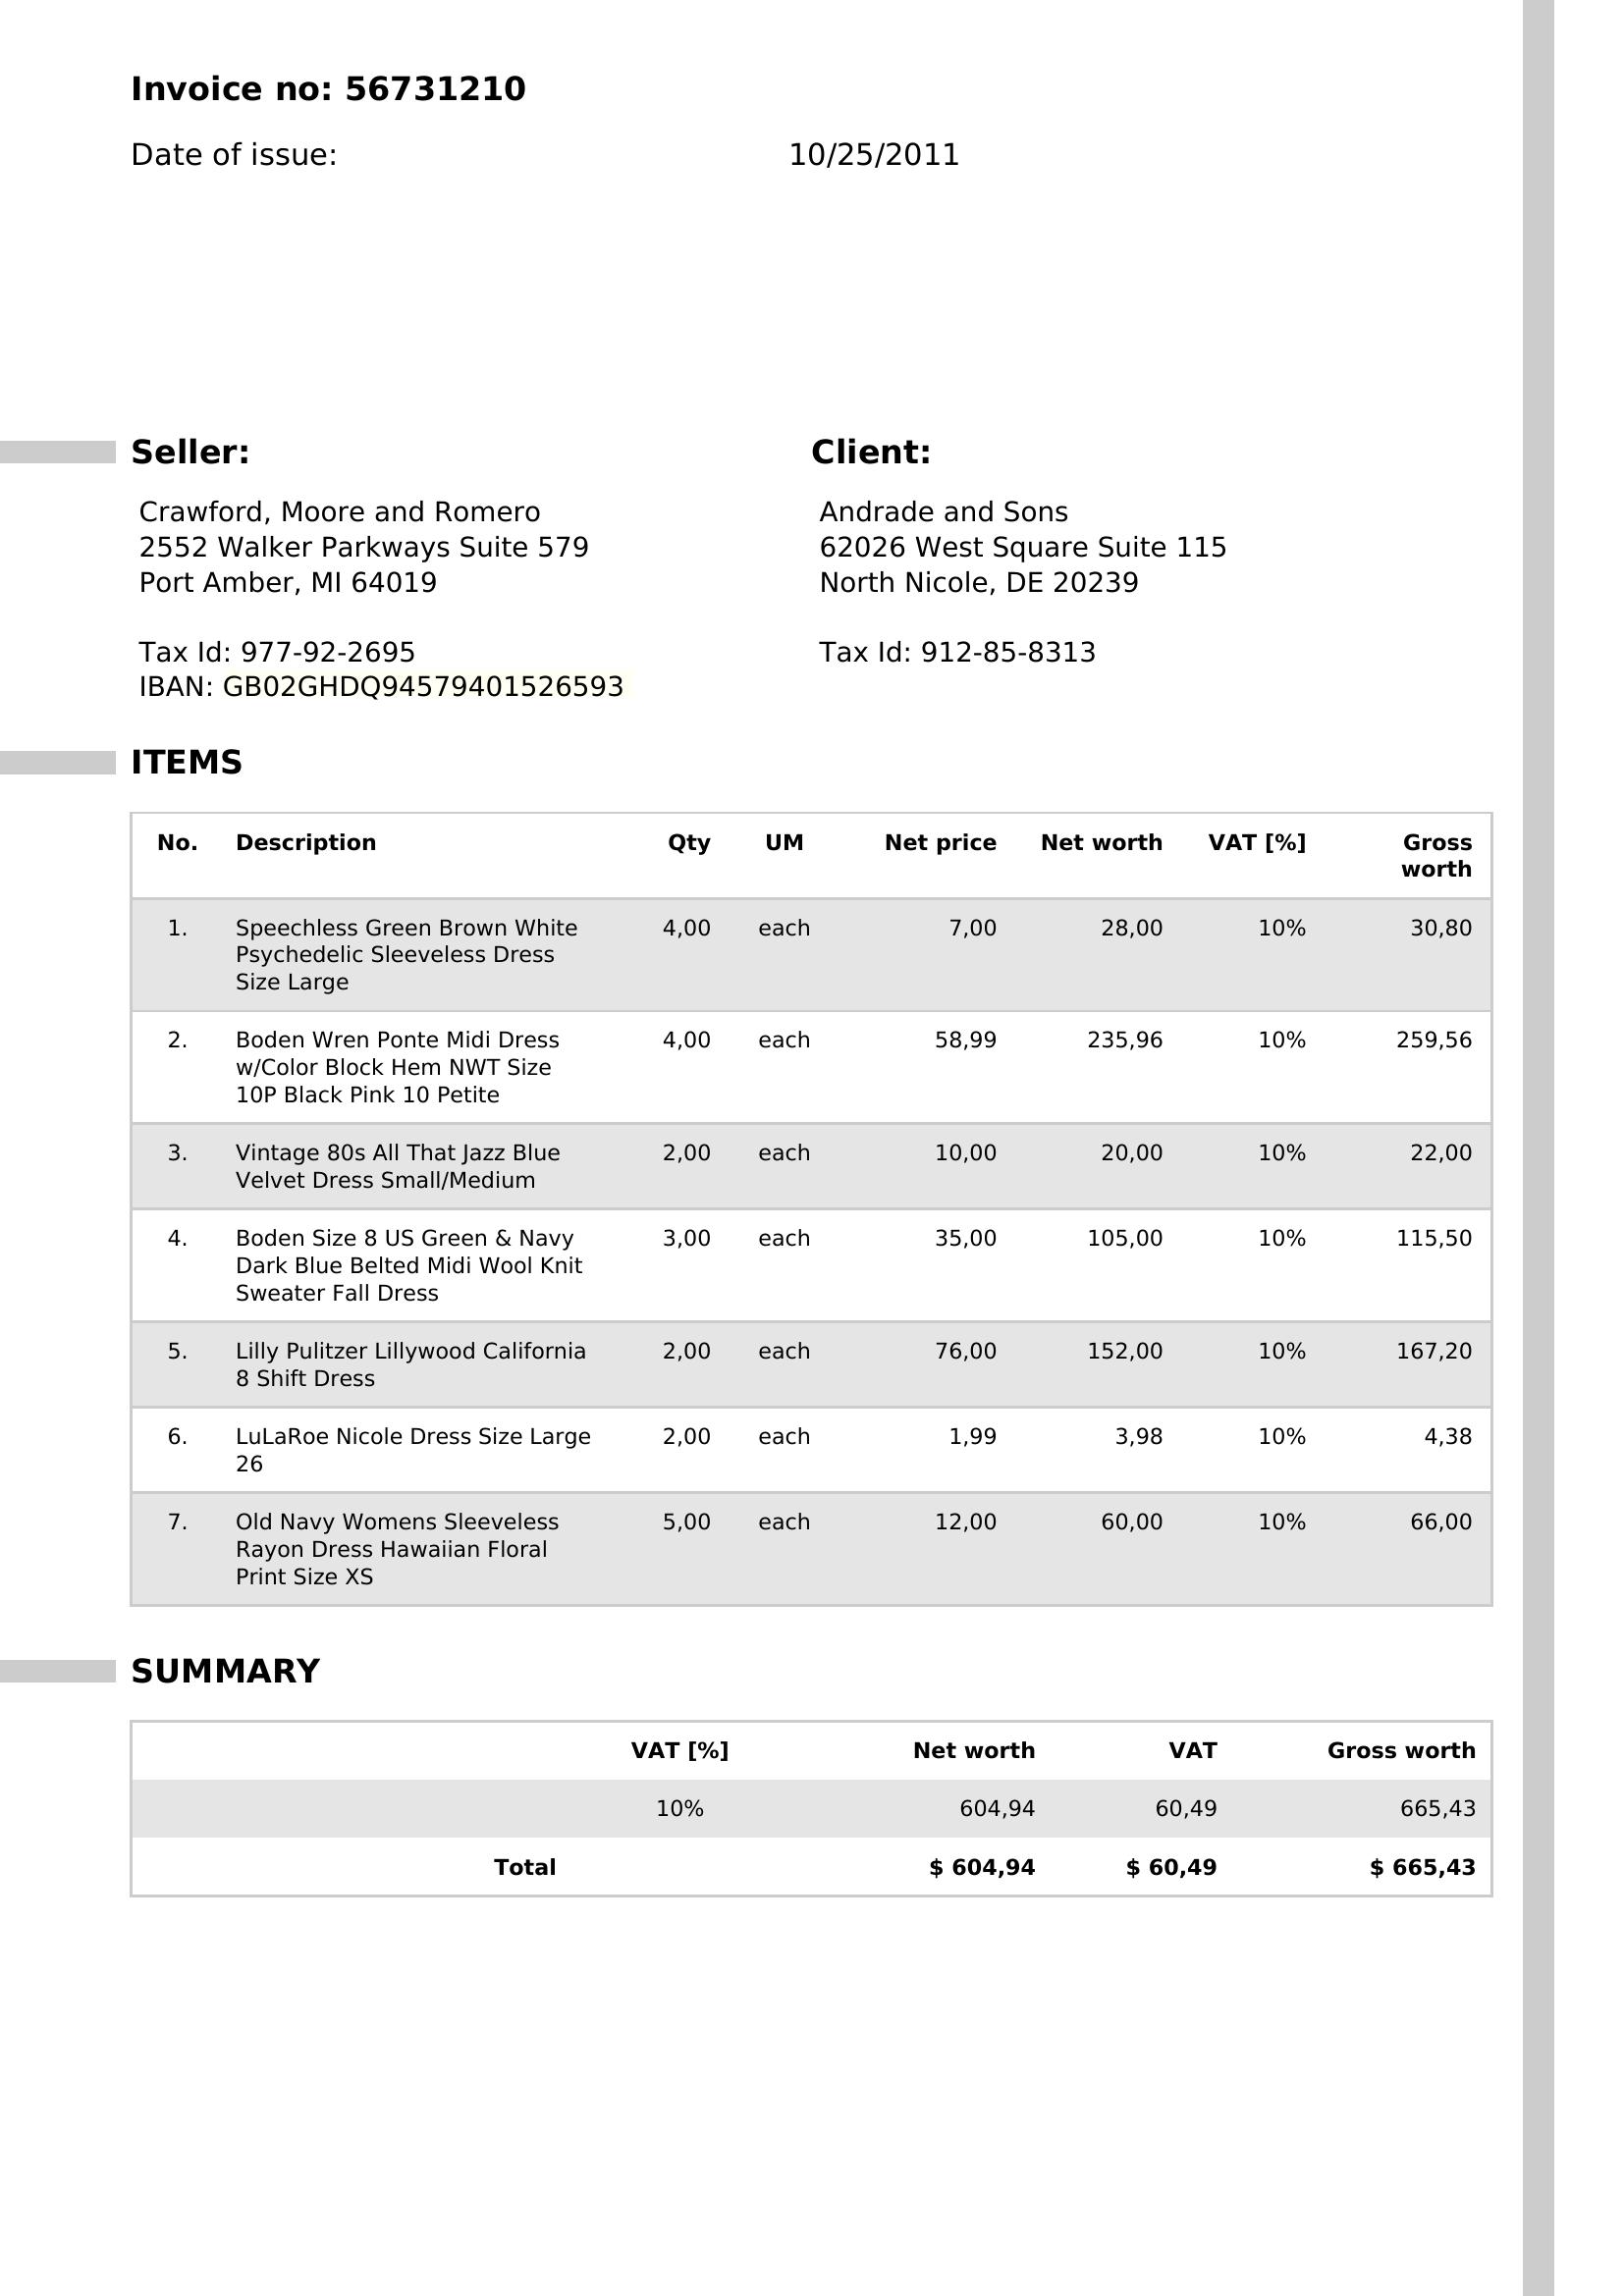 Invoice no: 56731210
Date of issue: 10/25/2011
Seller:
Crawford, Moore and Romero
2552 Walker Parkways Suite 579
Port Amber, MI 64019
Tax Id: 977-92-2695
IBAN: GB02GHDQ94579401526593
Client:
Andrade and Sons
62026 West Square Suite 115
North Nicole, DE 20239
Tax Id: 912-85-8313
ITEMS
No. Description Qty UM Net price Net worth VAT [%] Gross
worth
1. Speechless Green Brown White 4,00 each 7,00 28,00 10% 30,80
Psychedelic Sleeveless Dress
Size Large
2. Boden Wren Ponte Midi Dress 4,00 each 58,99 235,96 10% 259,56
w/Color Block Hem NWT Size
10P Black Pink 10 Petite
3. Vintage 80s All That Jazz Blue 2,00 each 10,00 20,00 10% 22,00
Velvet Dress Small/Medium
4. Boden Size 8 US Green & Navy 3,00 each 35,00 105,00 10% 115,50
Dark Blue Belted Midi Wool Knit
Sweater Fall Dress
5. Lilly Pulitzer Lillywood California 2,00 each 76,00 152,00 10% 167,20
8 Shift Dress
6. LuLaRoe Nicole Dress Size Large 2,00 each 1,99 3,98 10% 4,38
26
7. Old Navy Womens Sleeveless 5,00 each 12,00 60,00 10% 66,00
Rayon Dress Hawaiian Floral
Print Size XS
SUMMARY
VAT [%] Net worth VAT Gross worth
10% 604,94 60,49 665,43
Total $ 604,94 $ 60,49 $ 665,43